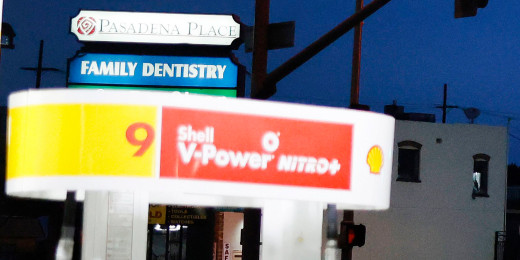 PASADENA PLACE
FAMILY DENTISTRY
9
Shell
V-Power NiTRO+